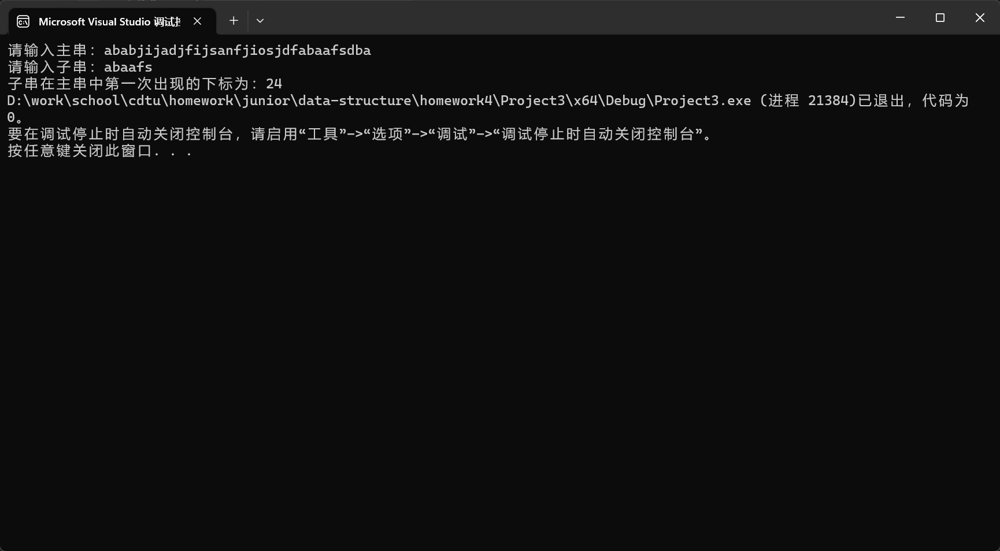 Microsoft Visual Studio 调试
请输入主串：ababjijadjfijsanfjiosjdfabaafsdba
请输入子串：abaafs
子串在主串中第一次出现的下标为：24
D:\work\school\cdtu\homework\junior\data-structure\homework4\Project3\x64\Debug\Project3.exe (进程 21384)已退出，代码为
0。
要在调试停止时自动关闭控制台，请启用“工具”->“选项”->“调试”->“调试停止时自动关闭控制台”。
按任意键关闭此窗口. . .